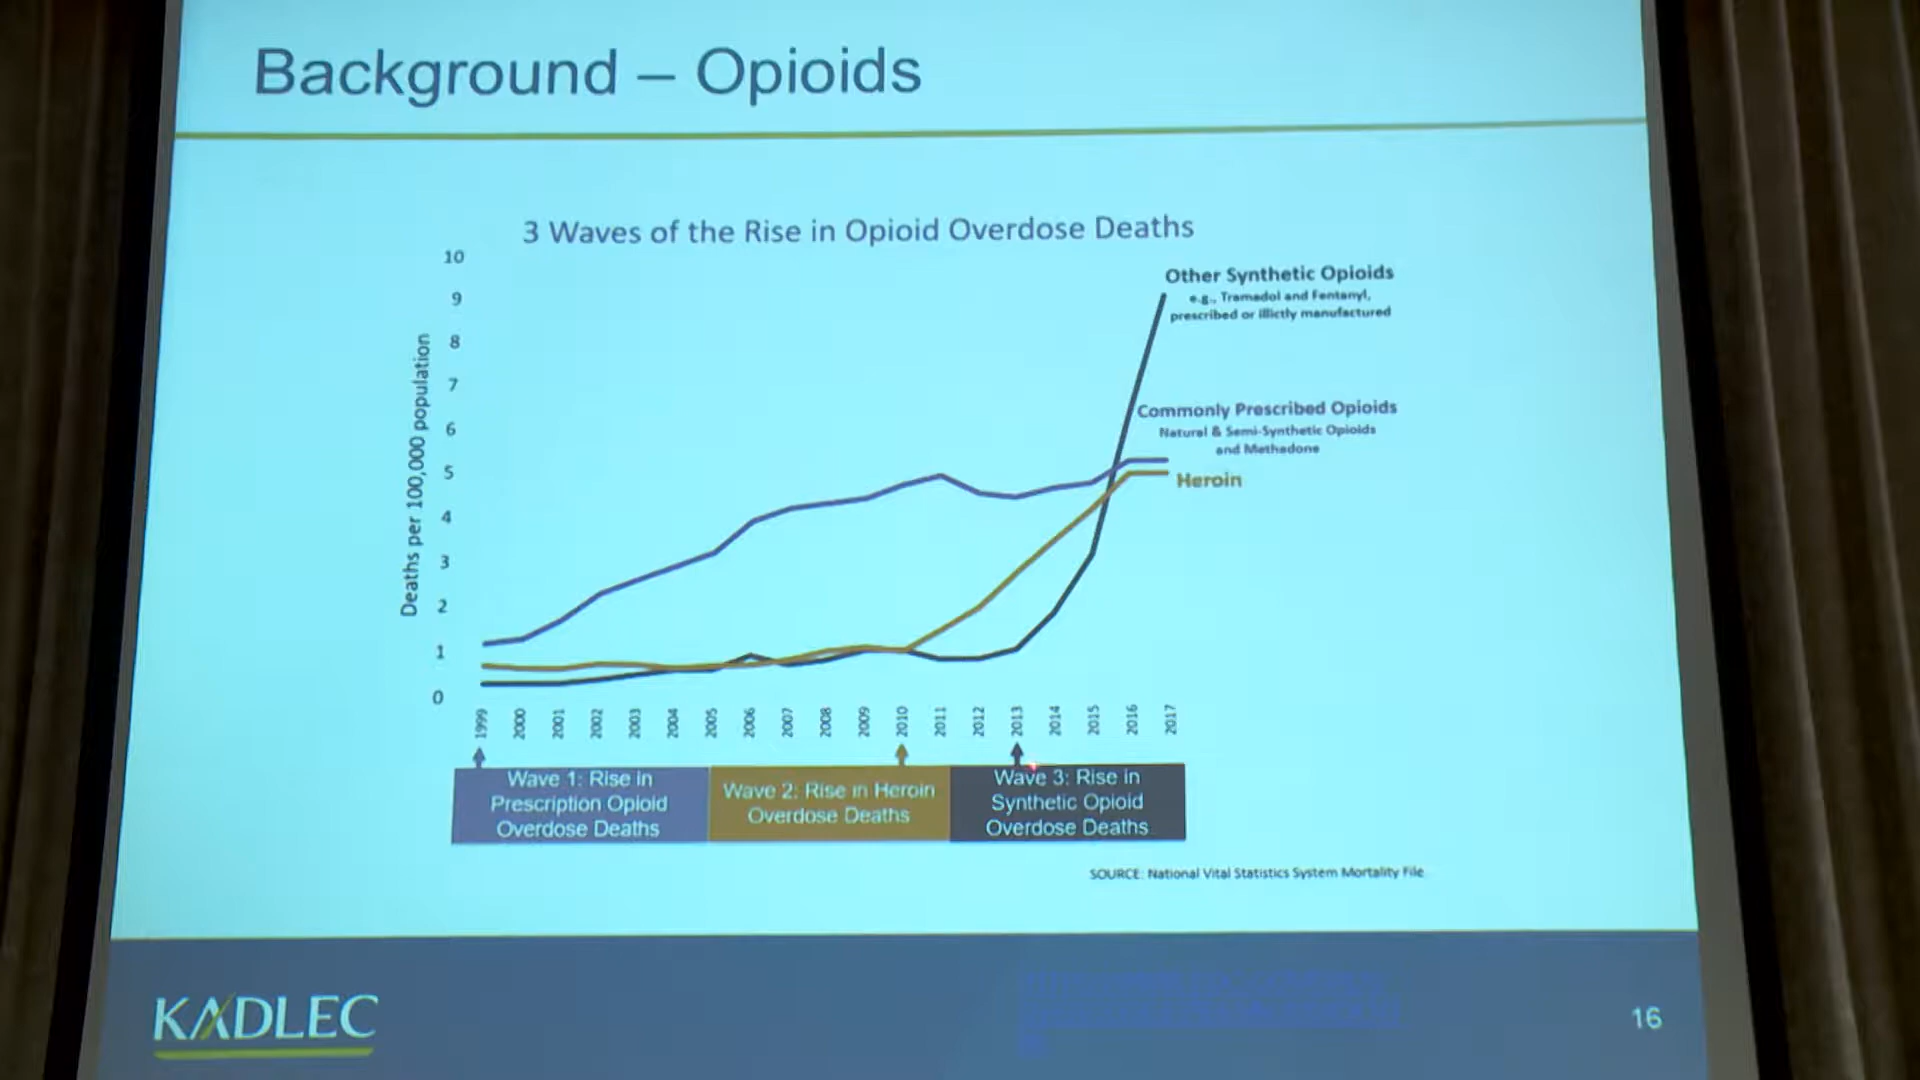 Background – Opioids
3 Waves of the Rise in Opioid Overdose Deaths
10
9
8
7
6
5
4
3
2
1
0
Deaths per 100,000 population
Other Synthetic Opioids
e.g., Tramadol and Fentanyl,
prescribed or illictly manufactured
Commonly Prescribed Opioids
Natural & Semi-Synthetic Opioids
and Methadone
Heroin
1999
2000
2001
2002
2003
2004
2005
2006
2007
2008
2009
2010
2011
2012
2013
2014
2015
2016
2017
Wave 1: Rise in
Prescription Opioid
Overdose Deaths
Wave 2: Rise in Heroin
Overdose Deaths
Wave 3: Rise in
Synthetic Opioid
Overdose Deaths
SOURCE: National Vital Statistics System Mortality File
KADLEC
16